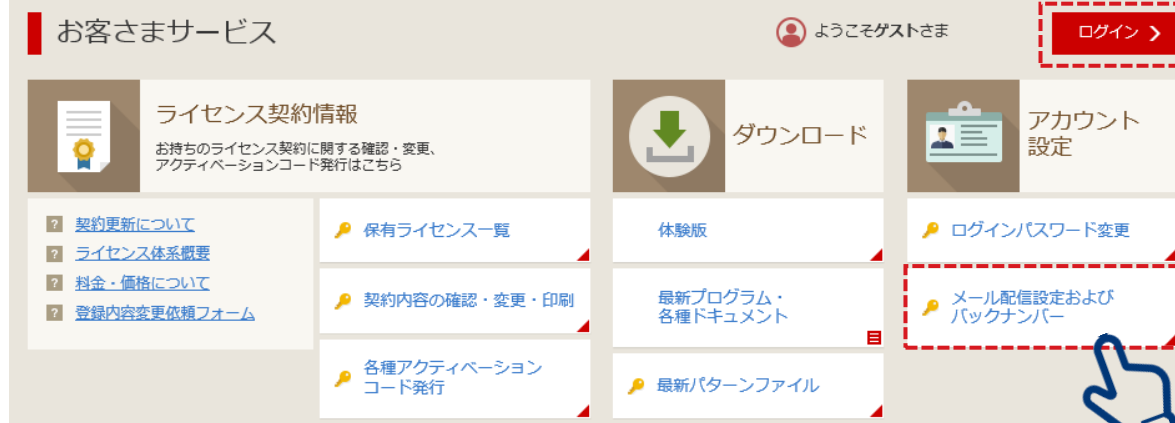 お客さまサービス
ようこそゲストさま
ログイン
ライセンス契約情報
お持ちのライセンス契約に関する確認・変更、
アクティベーションコード発行はこちら
? 契約更新について
? ライセンス体系概要
? 料金・価格について
? 登録内容変更依頼フォーム
保有ライセンス一覧
契約内容の確認・変更・印刷
各種アクティベーション
コード発行
ダウンロード
体験版
最新プログラム・
各種ドキュメント
最新パターンファイル
アカウント
設定
ログインパスワード変更
メール配信設定および
バックナンバー